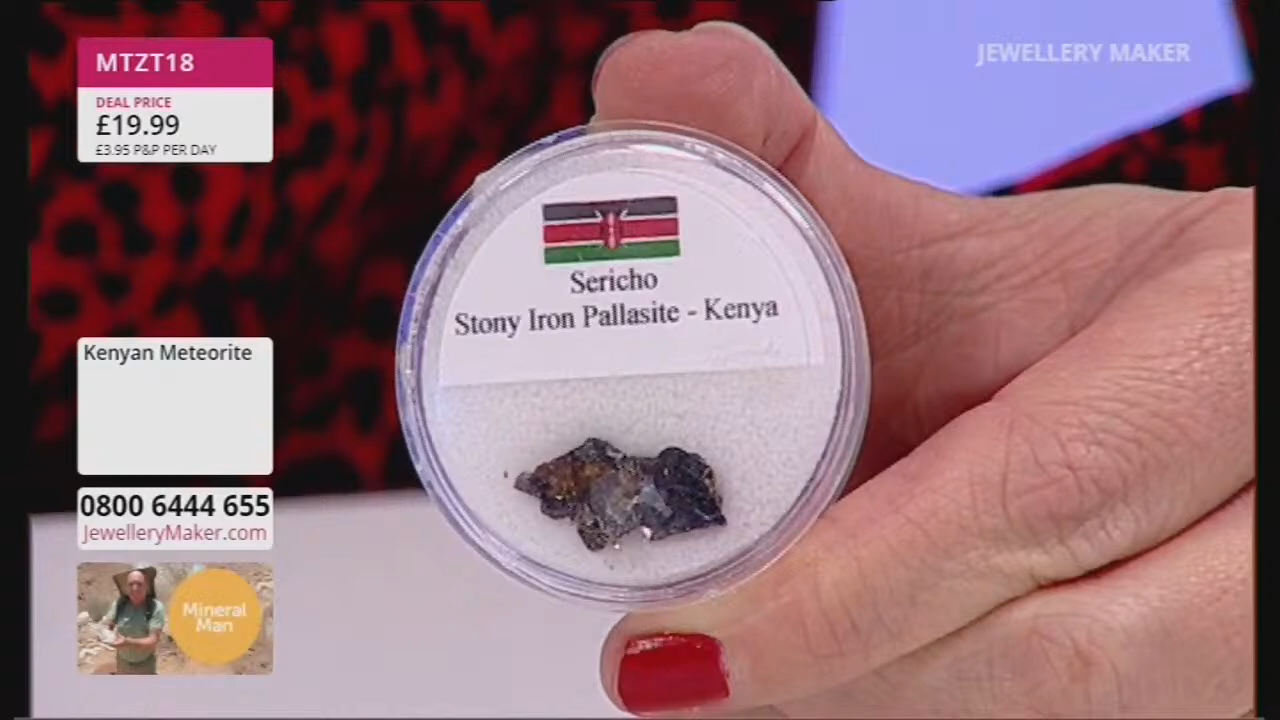 MTZT18
DEAL PRICE
£19.99
£3.95 P&P PER DAY
JEWELLERY MAKER
Sericho
Stony Iron Pallasite - Kenya
Kenyan Meteorite
0800 6444 655
JewelleryMaker.com
Mineral
Man